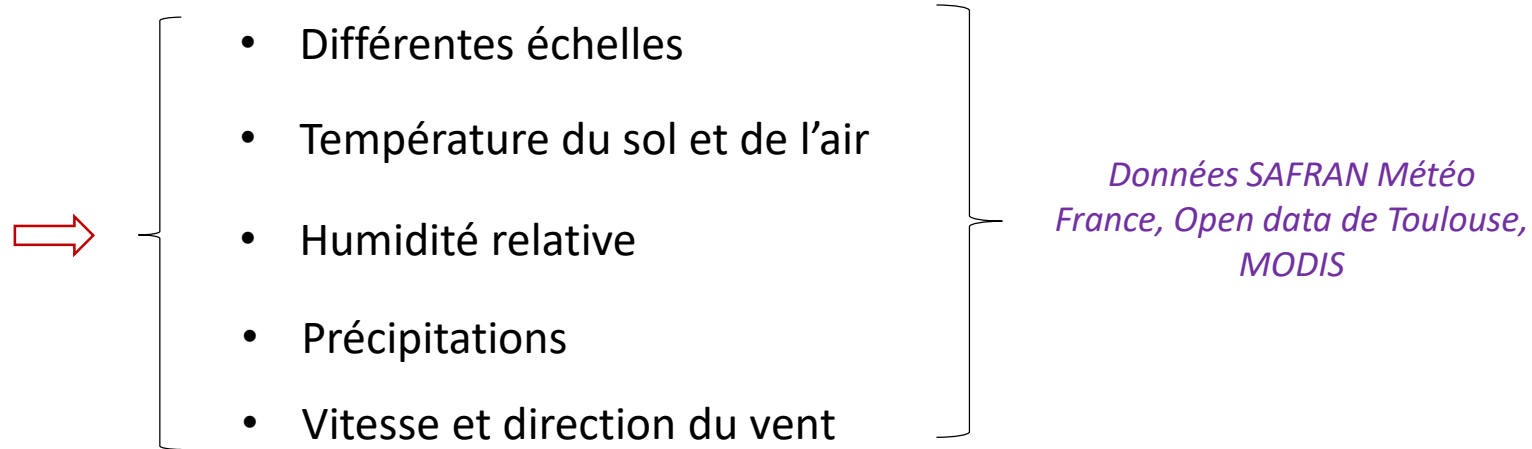 • Différentes échelles
• Température du sol et de l’air
• Humidité relative
• Précipitations
• Vitesse et direction du vent
Données SAFRAN Météo
France, Open data de Toulouse,
MODIS